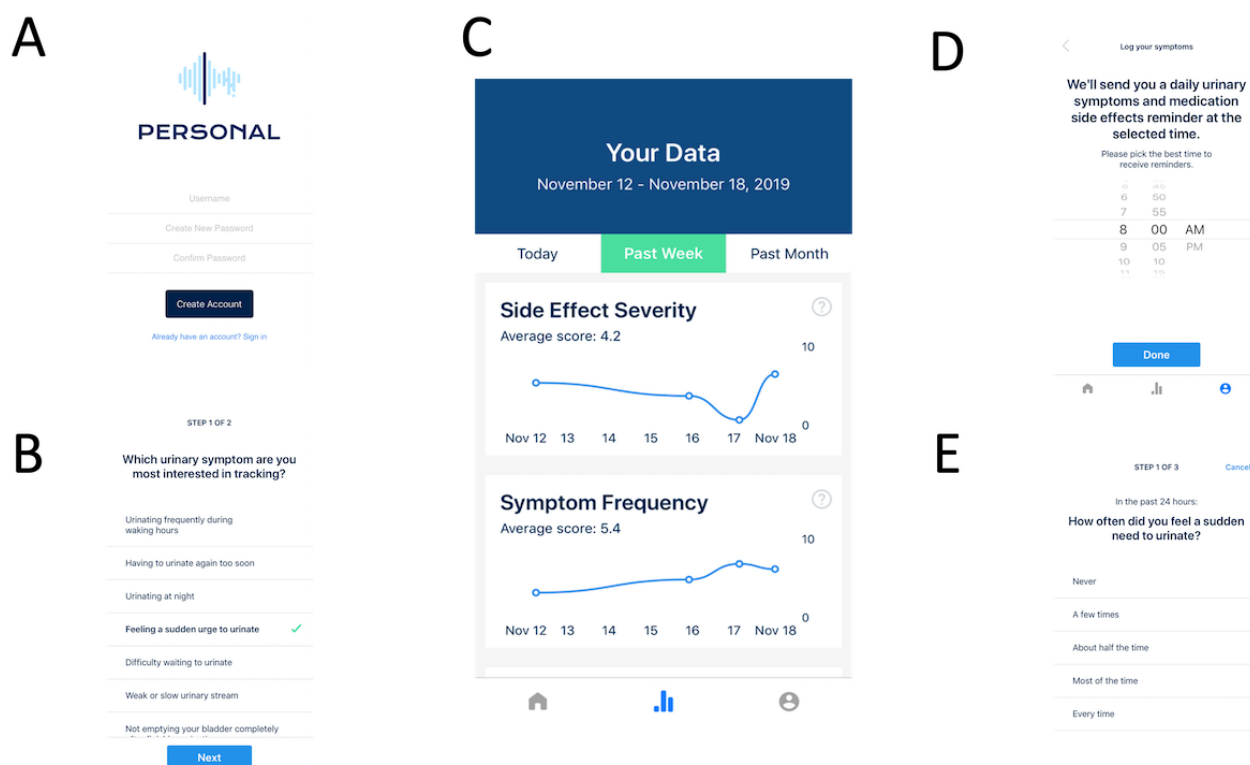 A
PERSONAL
Username
Create New Password
Confirm Password
Create Account
Already have an account? Sign in
B
STEP 1 OF 2
Which urinary symptom are you
most interested in tracking?
Urinating frequently during
waking hours
Having to urinate again too soon
Urinating at night
Feeling a sudden urge to urinate
Difficulty waiting to urinate
Weak or slow urinary stream
Not emptying your bladder completely
Next
C
Your Data
November 12 - November 18, 2019
Today Past Week Past Month
Side Effect Severity ?
Average score: 4.2
10
0
Nov 12 13 14 15 16 17 Nov 18
Symptom Frequency ?
Average score: 5.4
10
0
Nov 12 13 14 15 16 17 Nov 18
D
Log your symptoms
We'll send you a daily urinary
symptoms and medication
side effects reminder at the
selected time.
Please pick the best time to
receive reminders.
6 50
7 55
8 00 AM
9 05 PM
10 10
Done
E
STEP 1 OF 3 Cancel
In the past 24 hours:
How often did you feel a sudden
need to urinate?
Never
A few times
About half the time
Most of the time
Every time